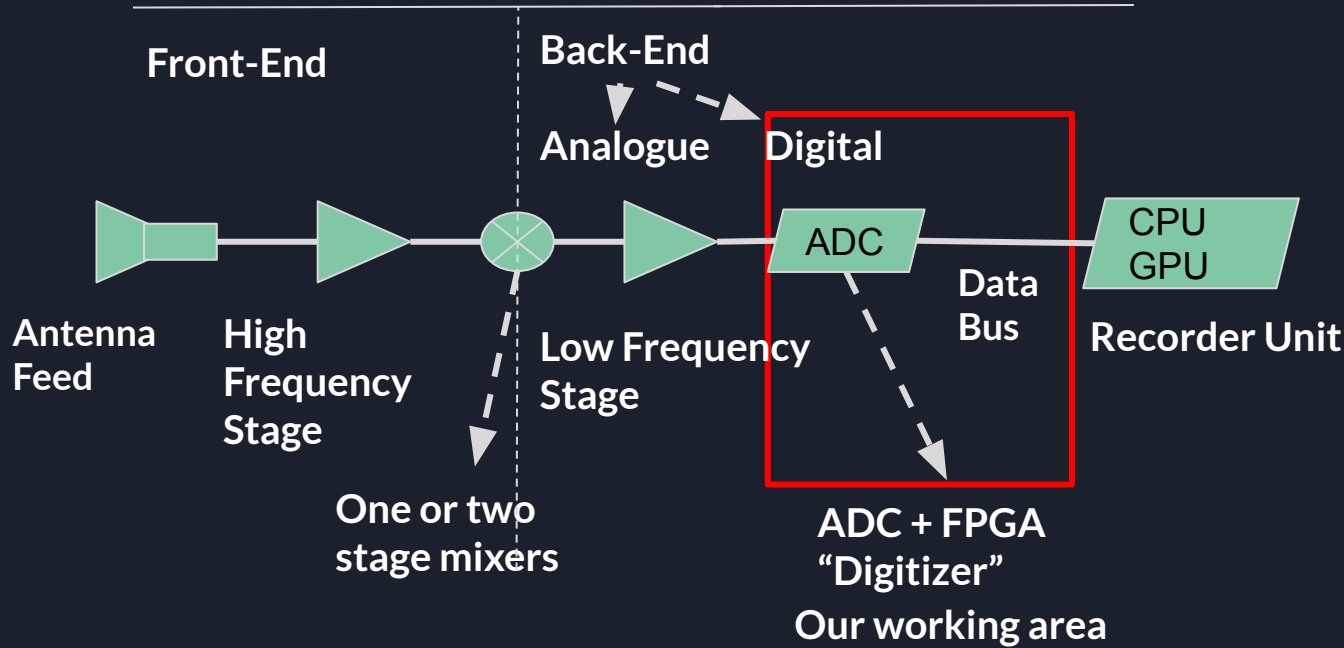 Front-End
Back-End
Analogue
Digital
ADC
CPU
GPU
Data
Bus
Antenna
Feed
High
Frequency
Stage
Low Frequency
Stage
Recorder Unit
One or two
stage mixers
ADC + FPGA
“Digitizer”
Our working area